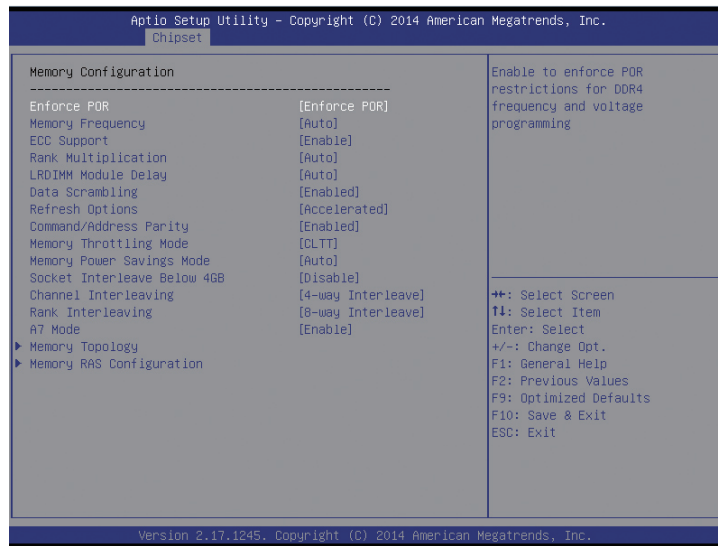 Aptio Setup Utility – Copyright (C) 2014 American Megatrends, Inc.
Chipset
Memory Configuration
Enforce POR [Enforce POR]
Memory Frequency [Auto]
ECC Support [Enable]
Rank Multiplication [Auto]
LRDIMM Module Delay [Auto]
Data Scrambling [Enabled]
Refresh Options [Accelerated]
Command/Address Parity [Enabled]
Memory Throttling Mode [CLTT]
Memory Power Savings Mode [Auto]
Socket Interleave Below 4GB [Disable]
Channel Interleaving [4-way Interleave]
Rank Interleaving [8-way Interleave]
A7 Mode [Enable]
Memory Topology
Memory RAS Configuration
Enable to enforce POR
restrictions for DDR4
frequency and voltage
programming
→←: Select Screen
↑↓: Select Item
Enter: Select
+/-: Change Opt.
F1: General Help
F2: Previous Values
F9: Optimized Defaults
F10: Save & Exit
ESC: Exit
Version 2.17.1245. Copyright (C) 2014 American Megatrends, Inc.